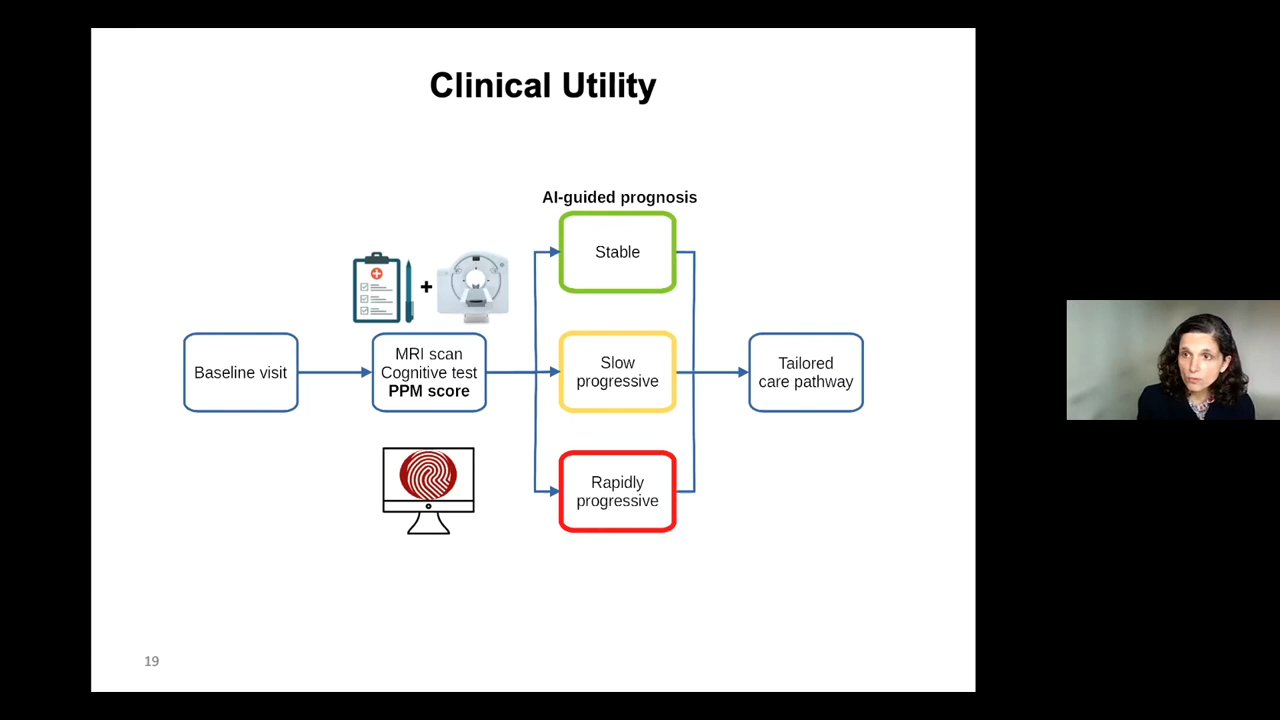 Clinical Utility
AI-guided prognosis
Stable
+
Baseline visit
MRI scan
Cognitive test
PPM score
Slow
progressive
Tailored
care pathway
Rapidly
progressive
19